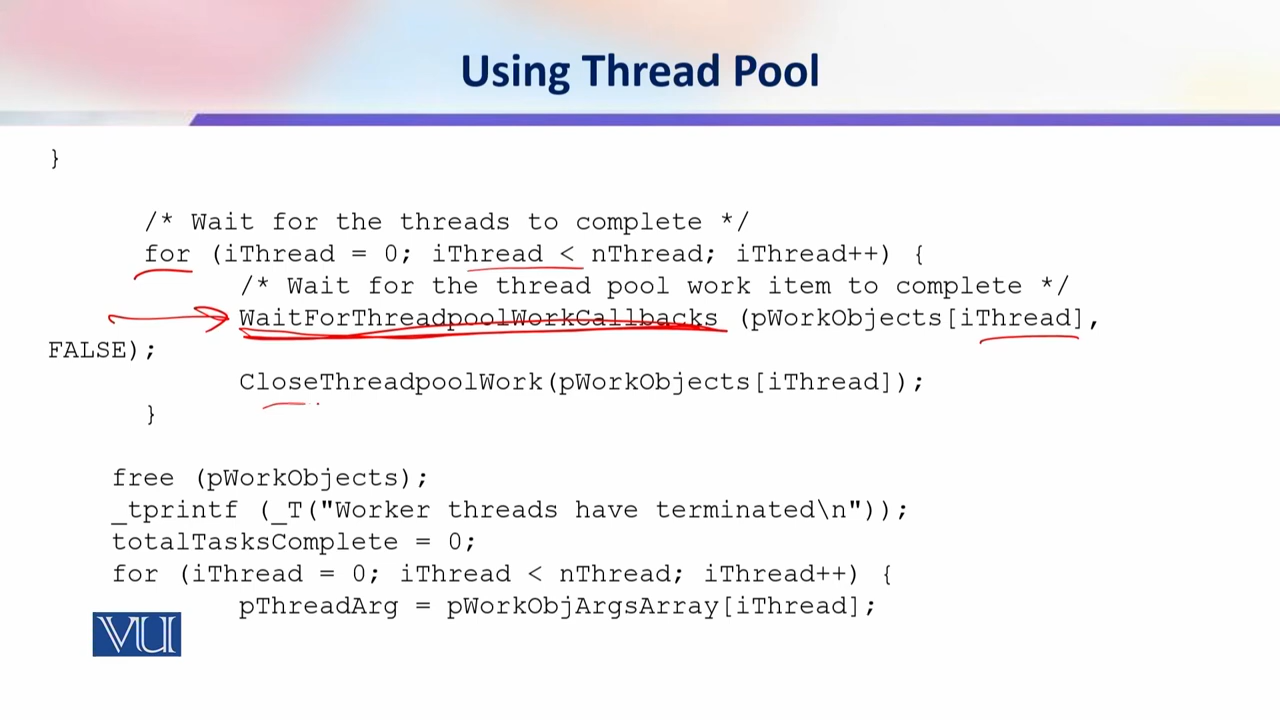 Using Thread Pool
}
/* Wait for the threads to complete */
for (iThread = 0; iThread < nThread; iThread++) {
/* Wait for the thread pool work item to complete */
WaitForThreadpoolWorkCallbacks (pWorkObjects[iThread],
FALSE);
CloseThreadpoolWork(pWorkObjects[iThread]);
}
free (pWorkObjects);
_tprintf (_T("Worker threads have terminated\n"));
totalTasksComplete = 0;
for (iThread = 0; iThread < nThread; iThread++) {
pThreadArg = pWorkObjArgsArray[iThread];
VU